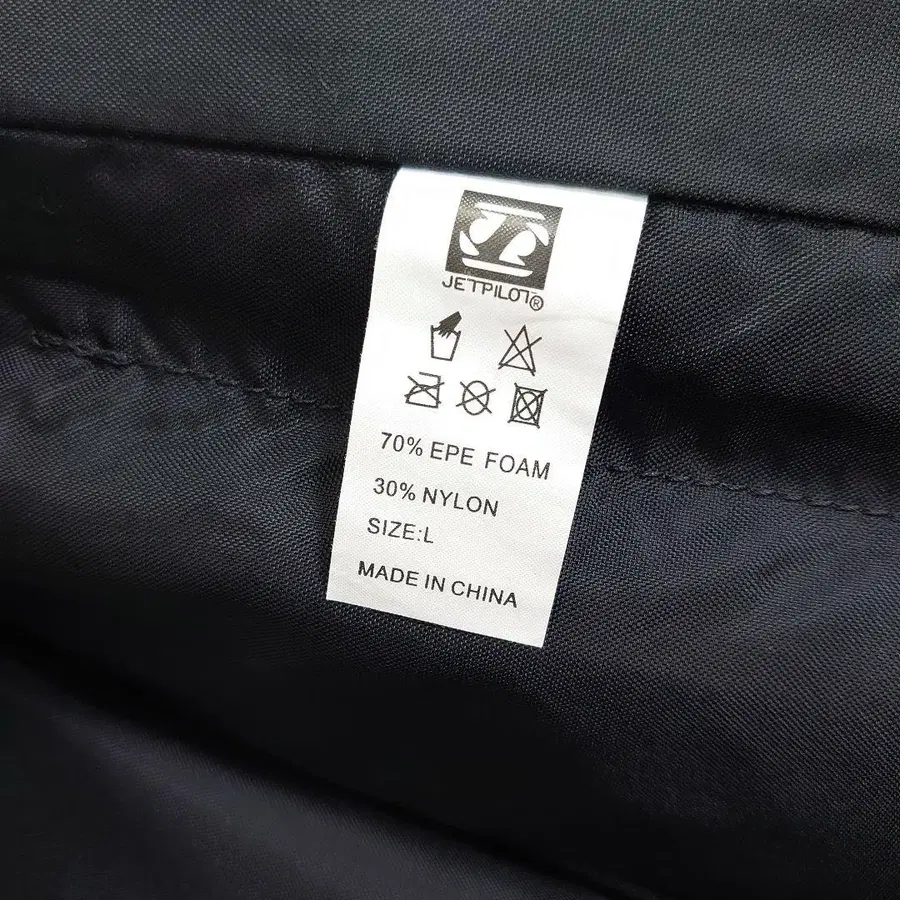 JETPILOT®
70% EPE FOAM
30% NYLON
SIZE:L
MADE IN CHINA